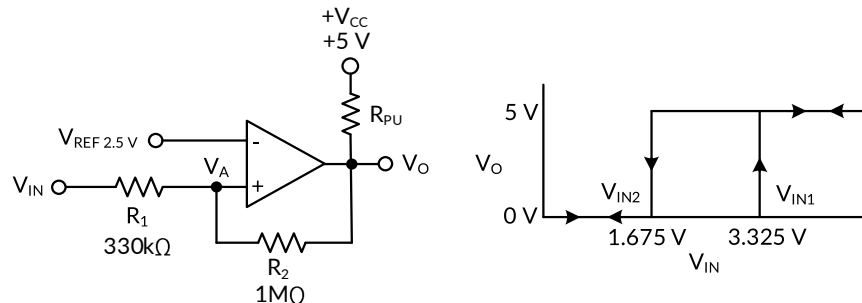 +VCC
+5 V
RPU
VREF 2.5 V
-
VA
+
VO
VIN
R1
330kΩ
R2
1MΩ
5 V
VO
VIN2
VIN1
0 V
1.675 V
3.325 V
VIN